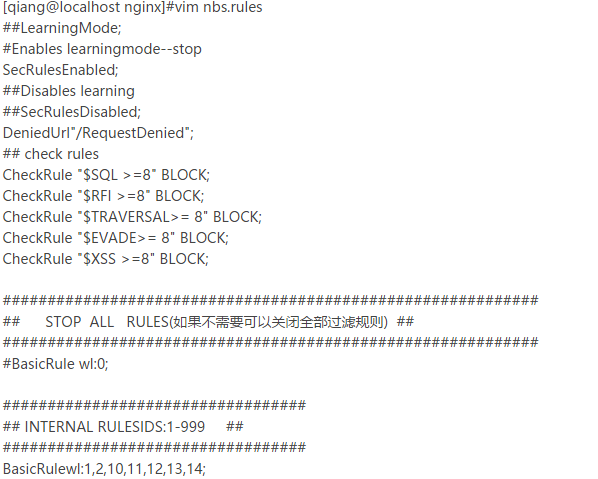 [qiang@localhost nginx]#vim nbs.rules
##LearningMode;
#Enables learningmode--stop
SecRulesEnabled;
##Disables learning
##SecRulesDisabled;
DeniedUrl"/RequestDenied";
## check rules
CheckRule "$SQL >=8" BLOCK;
CheckRule "$RFI >=8" BLOCK;
CheckRule "$TRAVERSAL>= 8" BLOCK;
CheckRule "$EVADE>= 8" BLOCK;
CheckRule "$XSS >=8" BLOCK;
############################################################
## STOP ALL RULES(如果不需要可以关闭全部过滤规则) ##
############################################################
#BasicRule wl:0;
##################################
## INTERNAL RULESIDS:1-999 ##
##################################
BasicRulewl:1,2,10,11,12,13,14;